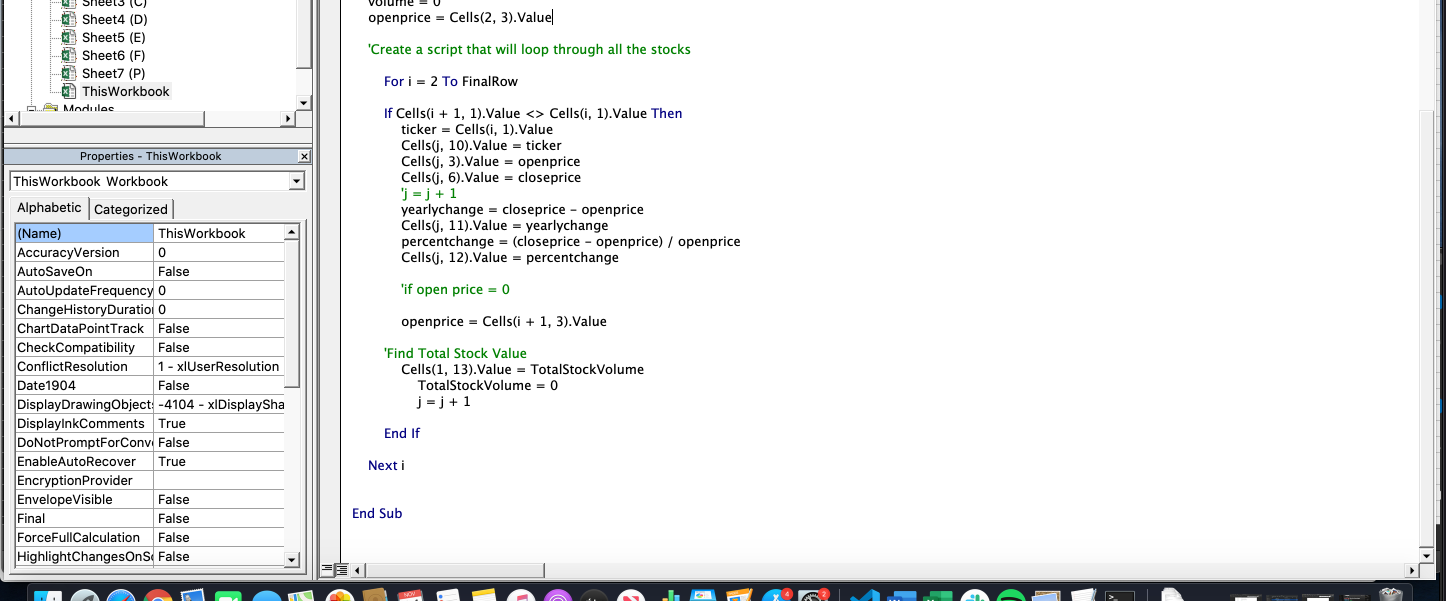 Sheet3 (C)
Sheet4 (D)
Sheet5 (E)
Sheet6 (F)
Sheet7 (P)
ThisWorkbook
Modules
Properties - ThisWorkbook
ThisWorkbook Workbook
Alphabetic Categorized
(Name) ThisWorkbook
AccuracyVersion 0
AutoSaveOn False
AutoUpdateFrequency 0
ChangeHistoryDuration 0
ChartDataPointTrack False
CheckCompatibility False
ConflictResolution 1 - xlUserResolution
Date1904 False
DisplayDrawingObjects -4104 - xlDisplaySha
DisplayInkComments True
DoNotPromptForConv False
EnableAutoRecover True
EncryptionProvider
EnvelopeVisible False
Final False
ForceFullCalculation False
HighlightChangesOnSc False
volume = 0
openprice = Cells(2, 3).Value
'Create a script that will loop through all the stocks
For i = 2 To FinalRow
If Cells(i + 1, 1).Value <> Cells(i, 1).Value Then
ticker = Cells(i, 1).Value
Cells(j, 10).Value = ticker
Cells(j, 3).Value = openprice
Cells(j, 6).Value = closeprice
'j = j + 1
yearlychange = closeprice - openprice
Cells(j, 11).Value = yearlychange
percentchange = (closeprice - openprice) / openprice
Cells(j, 12).Value = percentchange
'if open price = 0
openprice = Cells(i + 1, 3).Value
'Find Total Stock Value
Cells(1, 13).Value = TotalStockVolume
TotalStockVolume = 0
j = j + 1
End If
Next i
End Sub
NOV
4
2